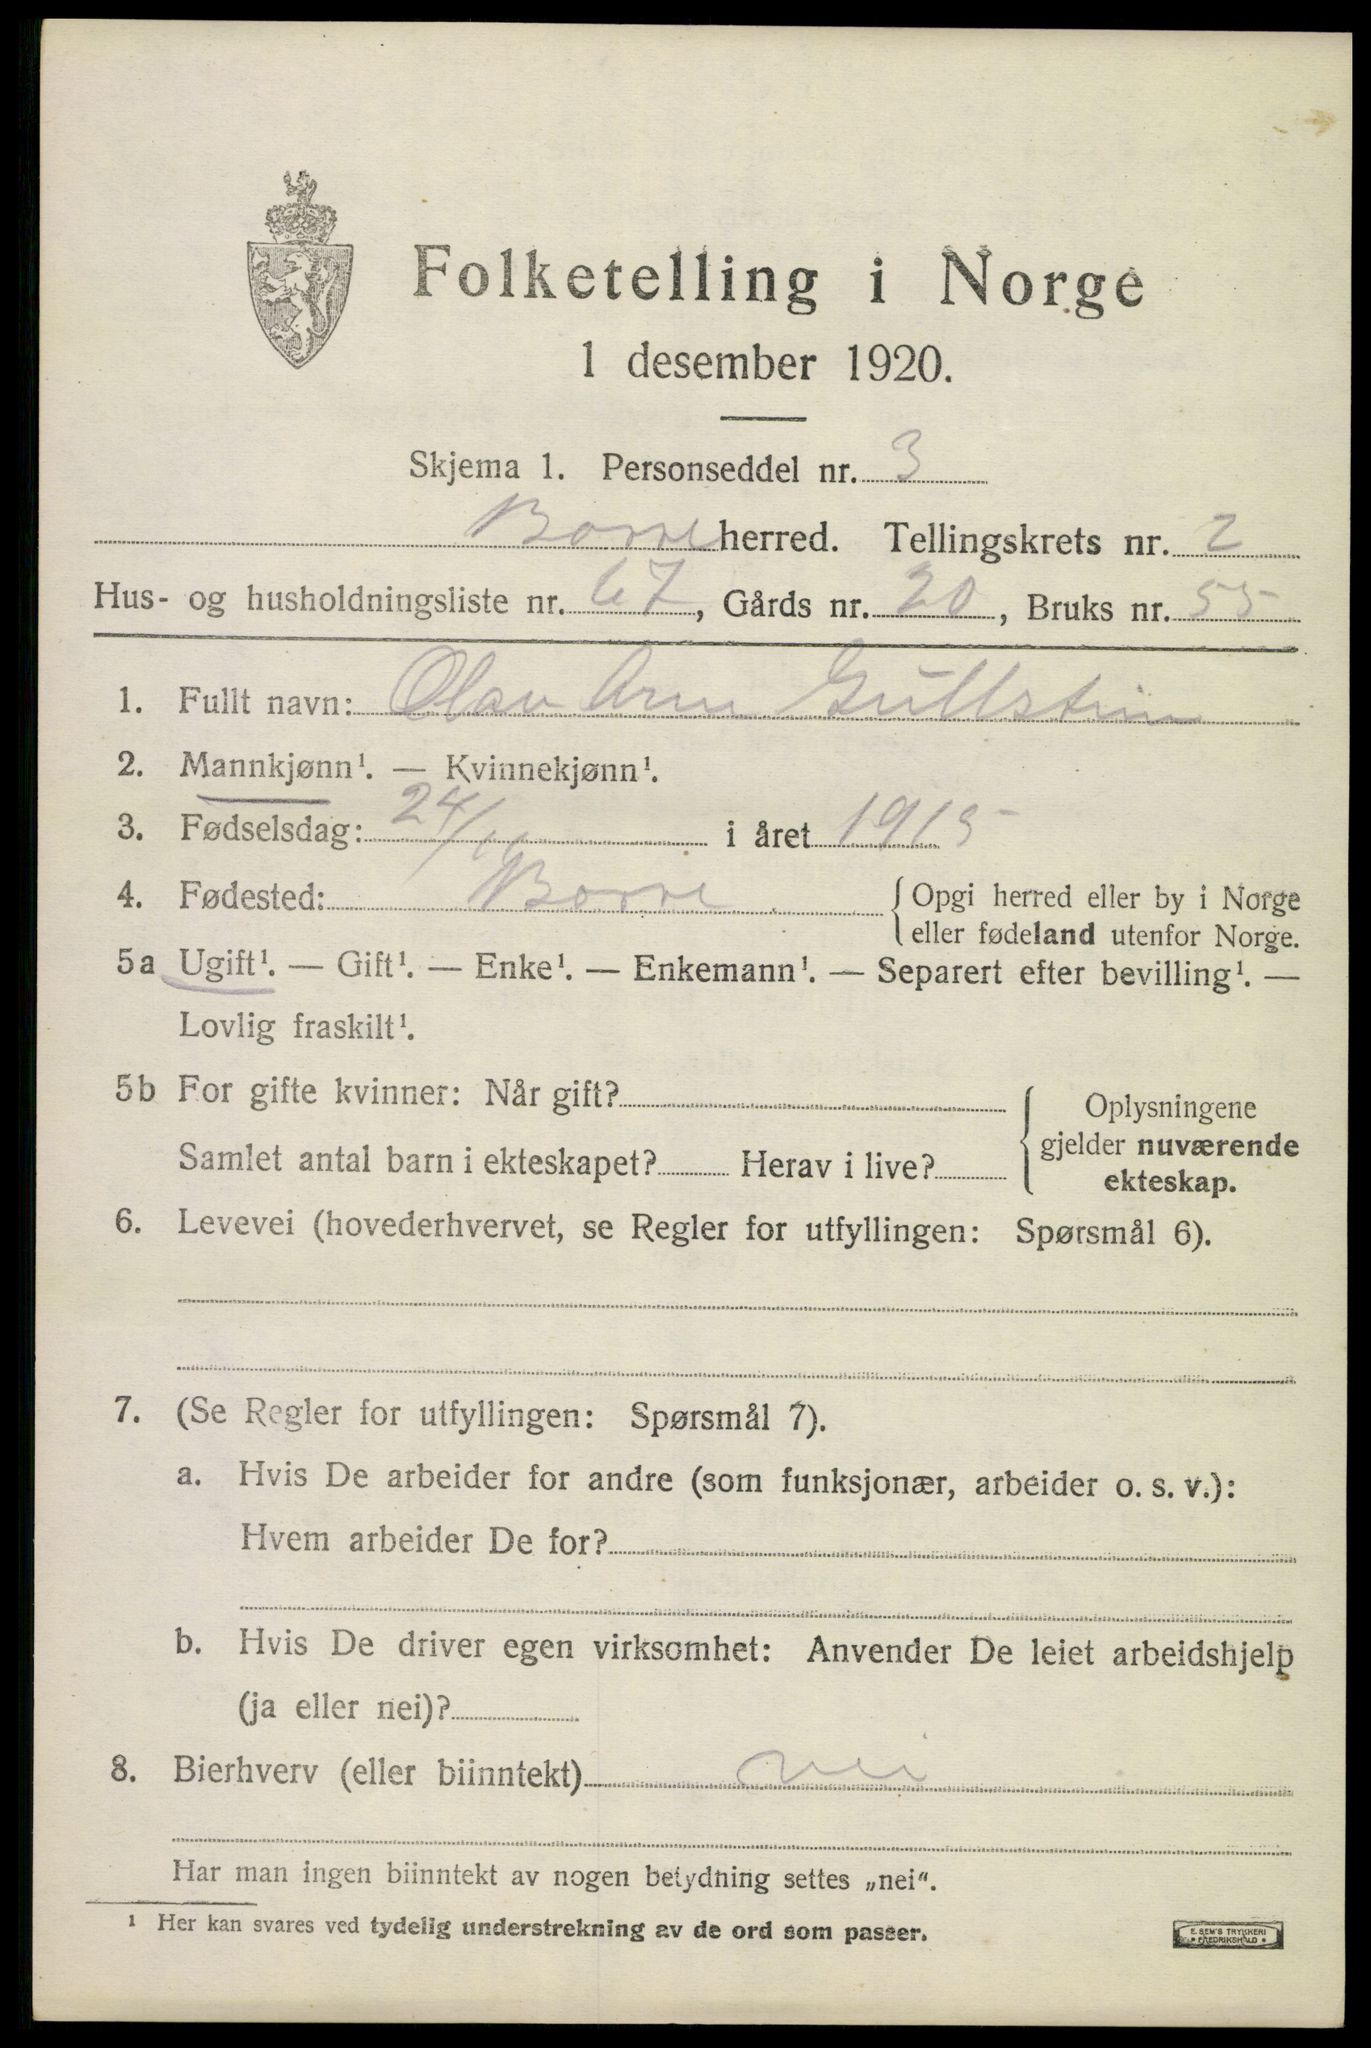 Folketelling i Norge
1 desember 1920.
Skjema 1. Personseddel nr. 3
Borre herred. Tellingskrets nr. 2
Hus- og husholdningsliste nr. 67, Gårds nr. 20, Bruks nr. 55
1. Fullt navn: Olav Arne Gullstinn
2. Mannkjønn¹. — Kvinnekjønn¹.
3. Fødselsdag: 24/10 i året 1915
4. Fødested: Borre { Opgi herred eller by i Norge
eller fødeland utenfor Norge.
5a Ugift¹. — Gift¹. — Enke¹. — Enkemann¹. — Separert efter bevilling¹. —
Lovlig fraskilt¹.
5b For gifte kvinner: Når gift? { Oplysningene
gjelder nuværende
Samlet antal barn i ekteskapet? Herav i live?
ekteskap.
6. Levevei (hovederhvervet, se Regler for utfyllingen: Spørsmål 6).
7. (Se Regler for utfyllingen: Spørsmål 7).
a. Hvis De arbeider for andre (som funksjonær, arbeider o. s. v.):
Hvem arbeider De for?
b. Hvis De driver egen virksomhet: Anvender De leiet arbeidshjelp
(ja eller nei)?
8. Bierhverv (eller biinntekt) nei
Har man ingen biinntekt av nogen betydning settes „nei“.
¹ Her kan svares ved tydelig understrekning av de ord som passer.
E. SEM'S TRYKKERI
• FREDRIKSHALD •